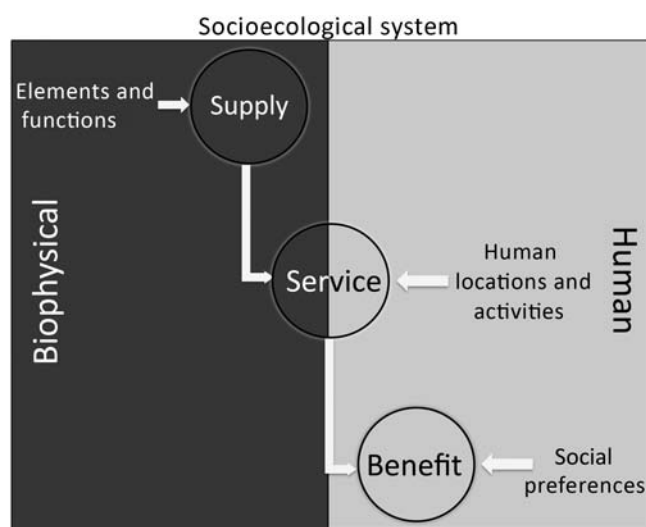 Socioecological system
Elements and
functions
Supply
Biophysical
Service
Human
locations and
activities
Human
Benefit
Social
preferences